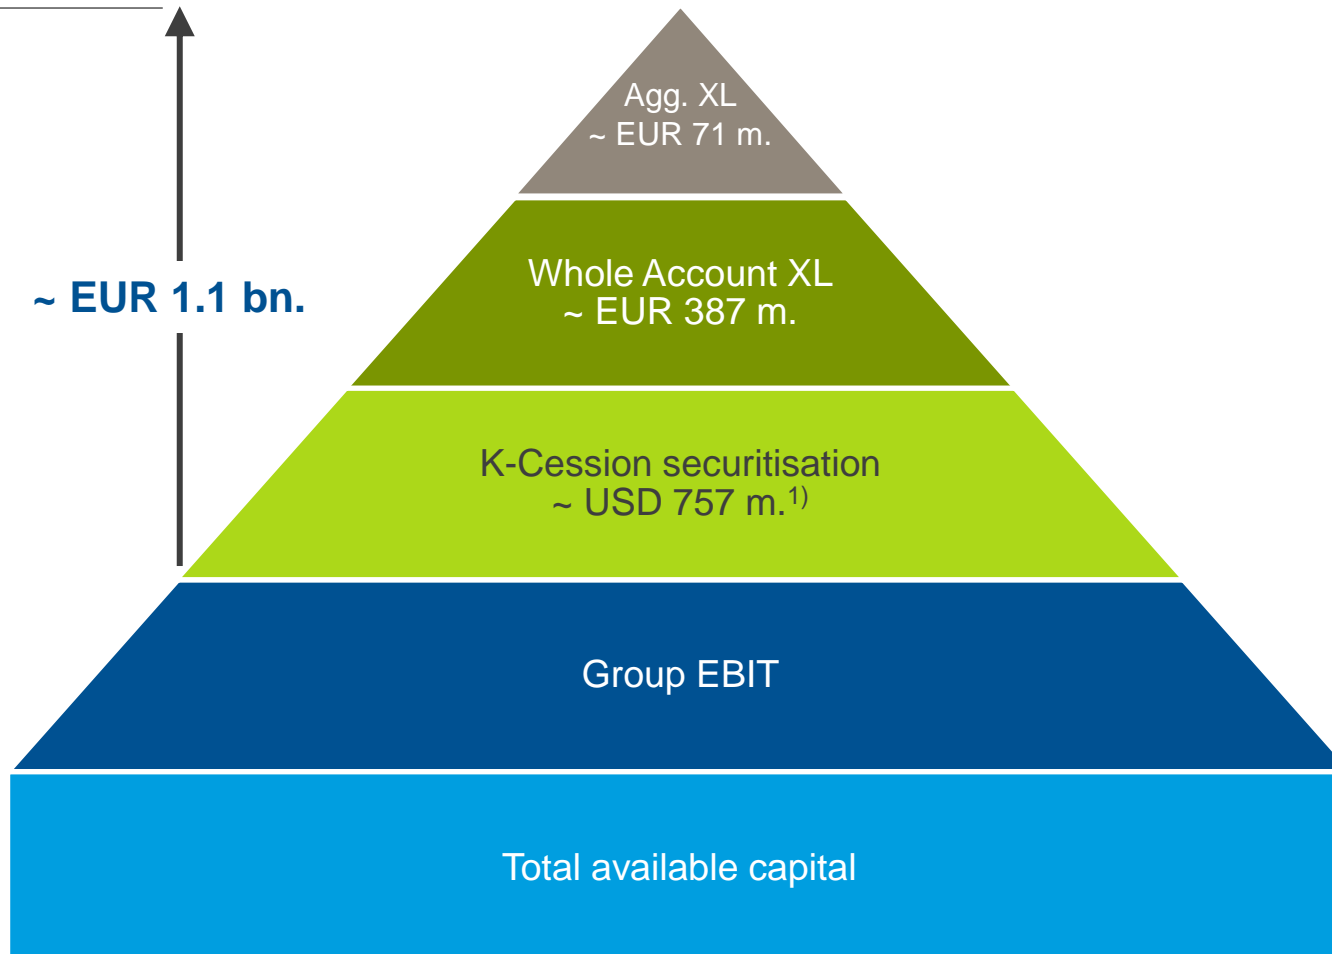 Agg. XL
~ EUR 71 m.
Whole Account XL
~ EUR 387 m.
~ EUR 1.1 bn.
K-Cession securitisation
~ USD 757 m.1)
Group EBIT
Total available capital